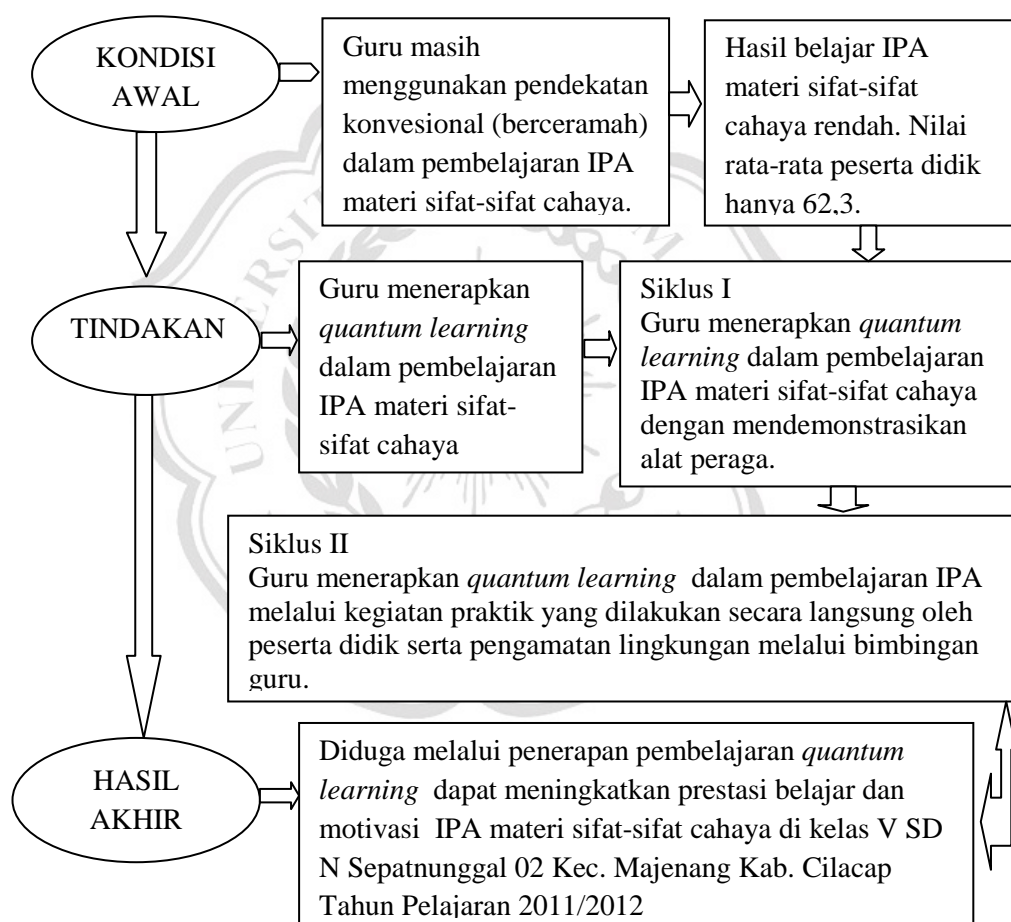 KONDISI
AWAL
Guru masih
menggunakan pendekatan
konvesional (berceramah)
dalam pembelajaran IPA
materi sifat-sifat cahaya.
Hasil belajar IPA
materi sifat-sifat
cahaya rendah. Nilai
rata-rata peserta didik
hanya 62,3.
TINDAKAN
Guru menerapkan
quantum learning
dalam pembelajaran
IPA materi sifat-
sifat cahaya
Siklus I
Guru menerapkan quantum
learning dalam pembelajaran
IPA materi sifat-sifat cahaya
dengan mendemonstrasikan
alat peraga.
Siklus II
Guru menerapkan quantum learning dalam pembelajaran IPA
melalui kegiatan praktik yang dilakukan secara langsung oleh
peserta didik serta pengamatan lingkungan melalui bimbingan
guru.
HASIL
AKHIR
Diduga melalui penerapan pembelajaran quantum
learning dapat meningkatkan prestasi belajar dan
motivasi IPA materi sifat-sifat cahaya di kelas V SD
N Sepatnunggal 02 Kec. Majenang Kab. Cilacap
Tahun Pelajaran 2011/2012